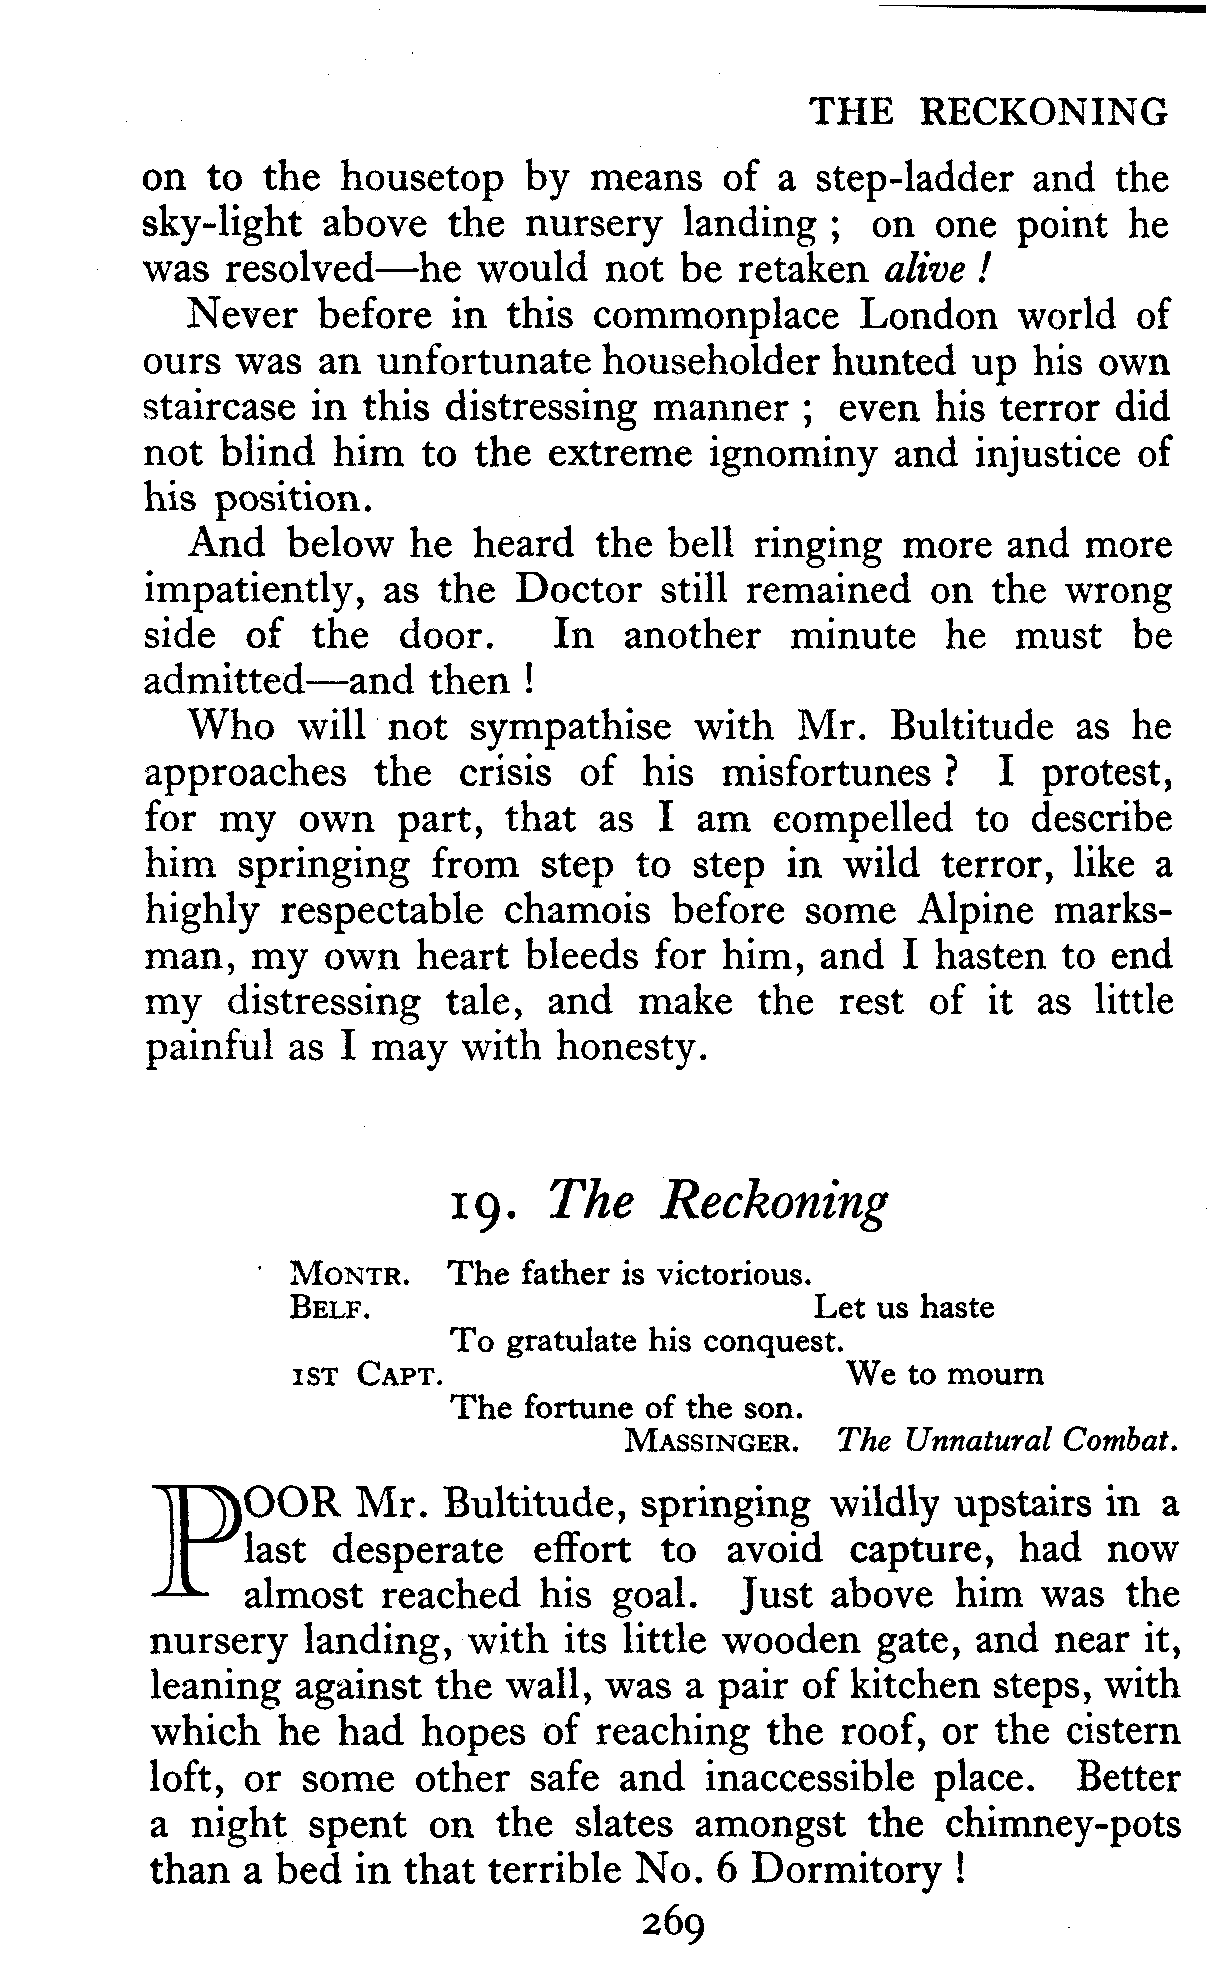 THE RECKONING
on to the housetop by means of a step-ladder and the
sky-light above the nursery landing ; on one point he
was resolved—he would not be retaken alive !
Never before in this commonplace London world of
ours was an unfortunate householder hunted up his own
staircase in this distressing manner ; even his terror did
not blind him to the extreme ignominy and injustice of
his position.
And below he heard the bell ringing more and more
impatiently, as the Doctor still remained on the wrong
side of the door. In another minute he must be
admitted—and then !
Who will not sympathise with Mr. Bultitude as he
approaches the crisis of his misfortunes ? I protest,
for my own part, that as I am compelled to describe
him springing from step to step in wild terror, like a
highly respectable chamois before some Alpine marks-
man, my own heart bleeds for him, and I hasten to end
my distressing tale, and make the rest of it as little
painful as I may with honesty.
19. The Reckoning
MONTR. The father is victorious.
BELF. Let us haste
To gratulate his conquest.
1ST CAPT. We to mourn
The fortune of the son.
MASSINGER. The Unnatural Combat.
POOR Mr. Bultitude, springing wildly upstairs in a
last desperate effort to avoid capture, had now
almost reached his goal. Just above him was the
nursery landing, with its little wooden gate, and near it,
leaning against the wall, was a pair of kitchen steps, with
which he had hopes of reaching the roof, or the cistern
loft, or some other safe and inaccessible place. Better
a night spent on the slates amongst the chimney-pots
than a bed in that terrible No. 6 Dormitory !
269